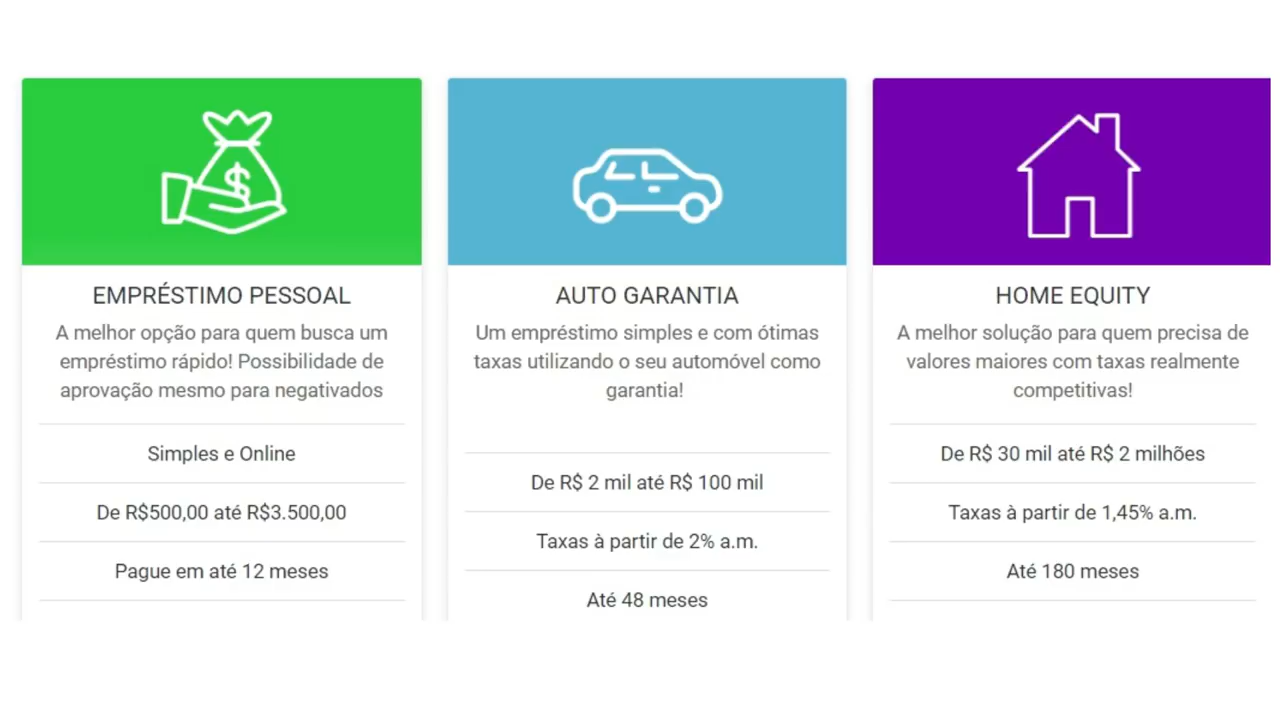 $
EMPRÉSTIMO PESSOAL
A melhor opção para quem busca um
empréstimo rápido! Possibilidade de
aprovação mesmo para negativados
Simples e Online
De R$500,00 até R$3.500,00
Pague em até 12 meses
AUTO GARANTIA
Um empréstimo simples e com ótimas
taxas utilizando o seu automóvel como
garantia!
De R$ 2 mil até R$ 100 mil
Taxas à partir de 2% a.m.
Até 48 meses
HOME EQUITY
A melhor solução para quem precisa de
valores maiores com taxas realmente
competitivas!
De R$ 30 mil até R$ 2 milhões
Taxas à partir de 1,45% a.m.
Até 180 meses